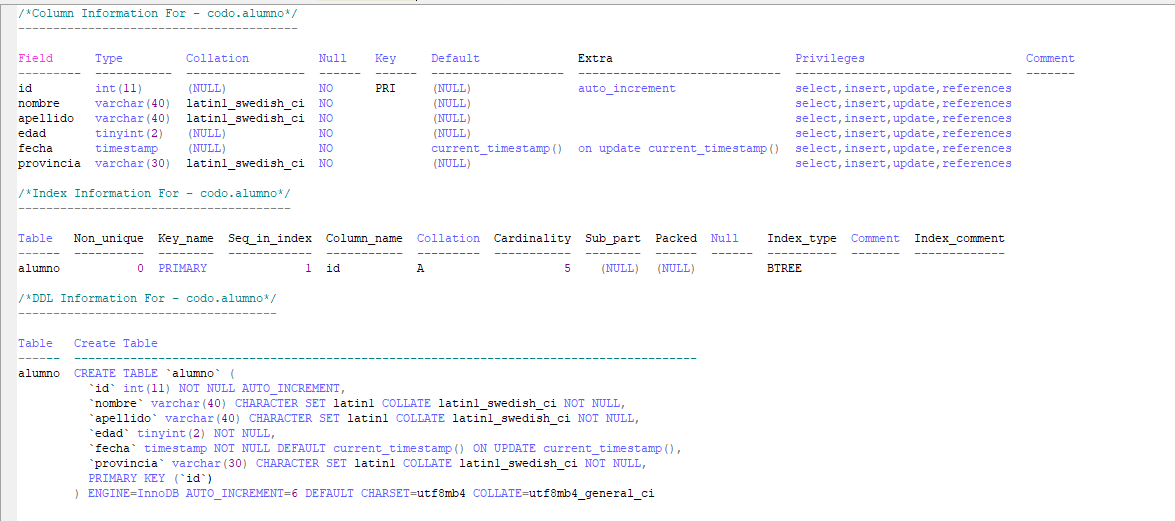 /*Column Information For - codo.alumno*/
----------------------------------------
Field      Type         Collation          Null    Key     Default              Extra                          Privileges                       Comment
---------  -----------  -----------------  ------  ------  -------------------  -----------------------------  -------------------------------  -------
id         int(11)      (NULL)             NO      PRI     (NULL)               auto_increment                 select,insert,update,references
nombre     varchar(40)  latin1_swedish_ci  NO              (NULL)                                              select,insert,update,references
apellido   varchar(40)  latin1_swedish_ci  NO              (NULL)                                              select,insert,update,references
edad       tinyint(2)   (NULL)             NO              (NULL)                                              select,insert,update,references
fecha      timestamp    (NULL)             NO              current_timestamp()  on update current_timestamp()  select,insert,update,references
provincia  varchar(30)  latin1_swedish_ci  NO              (NULL)                                              select,insert,update,references
/*Index Information For - codo.alumno*/
---------------------------------------
Table   Non_unique  Key_name  Seq_in_index  Column_name  Collation  Cardinality  Sub_part  Packed  Null    Index_type  Comment  Index_comment
------  ----------  --------  ------------  -----------  ---------  -----------  --------  ------  ------  ----------  -------  -------------
alumno           0  PRIMARY              1  id           A                    5    (NULL)  (NULL)          BTREE
/*DDL Information For - codo.alumno*/
-------------------------------------
Table   Create Table
------  -----------------------------------------------------------------------------------------
alumno  CREATE TABLE `alumno` (
`id` int(11) NOT NULL AUTO_INCREMENT,
`nombre` varchar(40) CHARACTER SET latin1 COLLATE latin1_swedish_ci NOT NULL,
`apellido` varchar(40) CHARACTER SET latin1 COLLATE latin1_swedish_ci NOT NULL,
`edad` tinyint(2) NOT NULL,
`fecha` timestamp NOT NULL DEFAULT current_timestamp() ON UPDATE current_timestamp(),
`provincia` varchar(30) CHARACTER SET latin1 COLLATE latin1_swedish_ci NOT NULL,
PRIMARY KEY (`id`)
) ENGINE=InnoDB AUTO_INCREMENT=6 DEFAULT CHARSET=utf8mb4 COLLATE=utf8mb4_general_ci